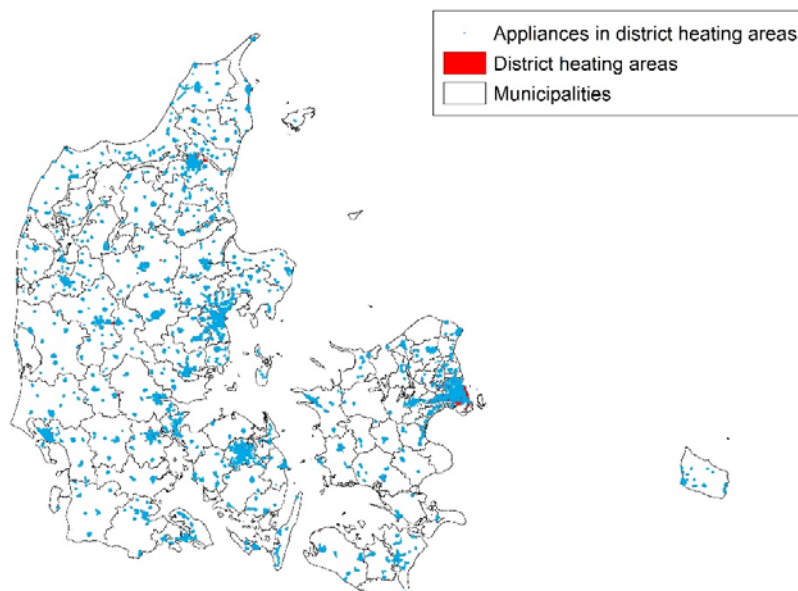 Appliances in district heating areas
District heating areas
Municipalities